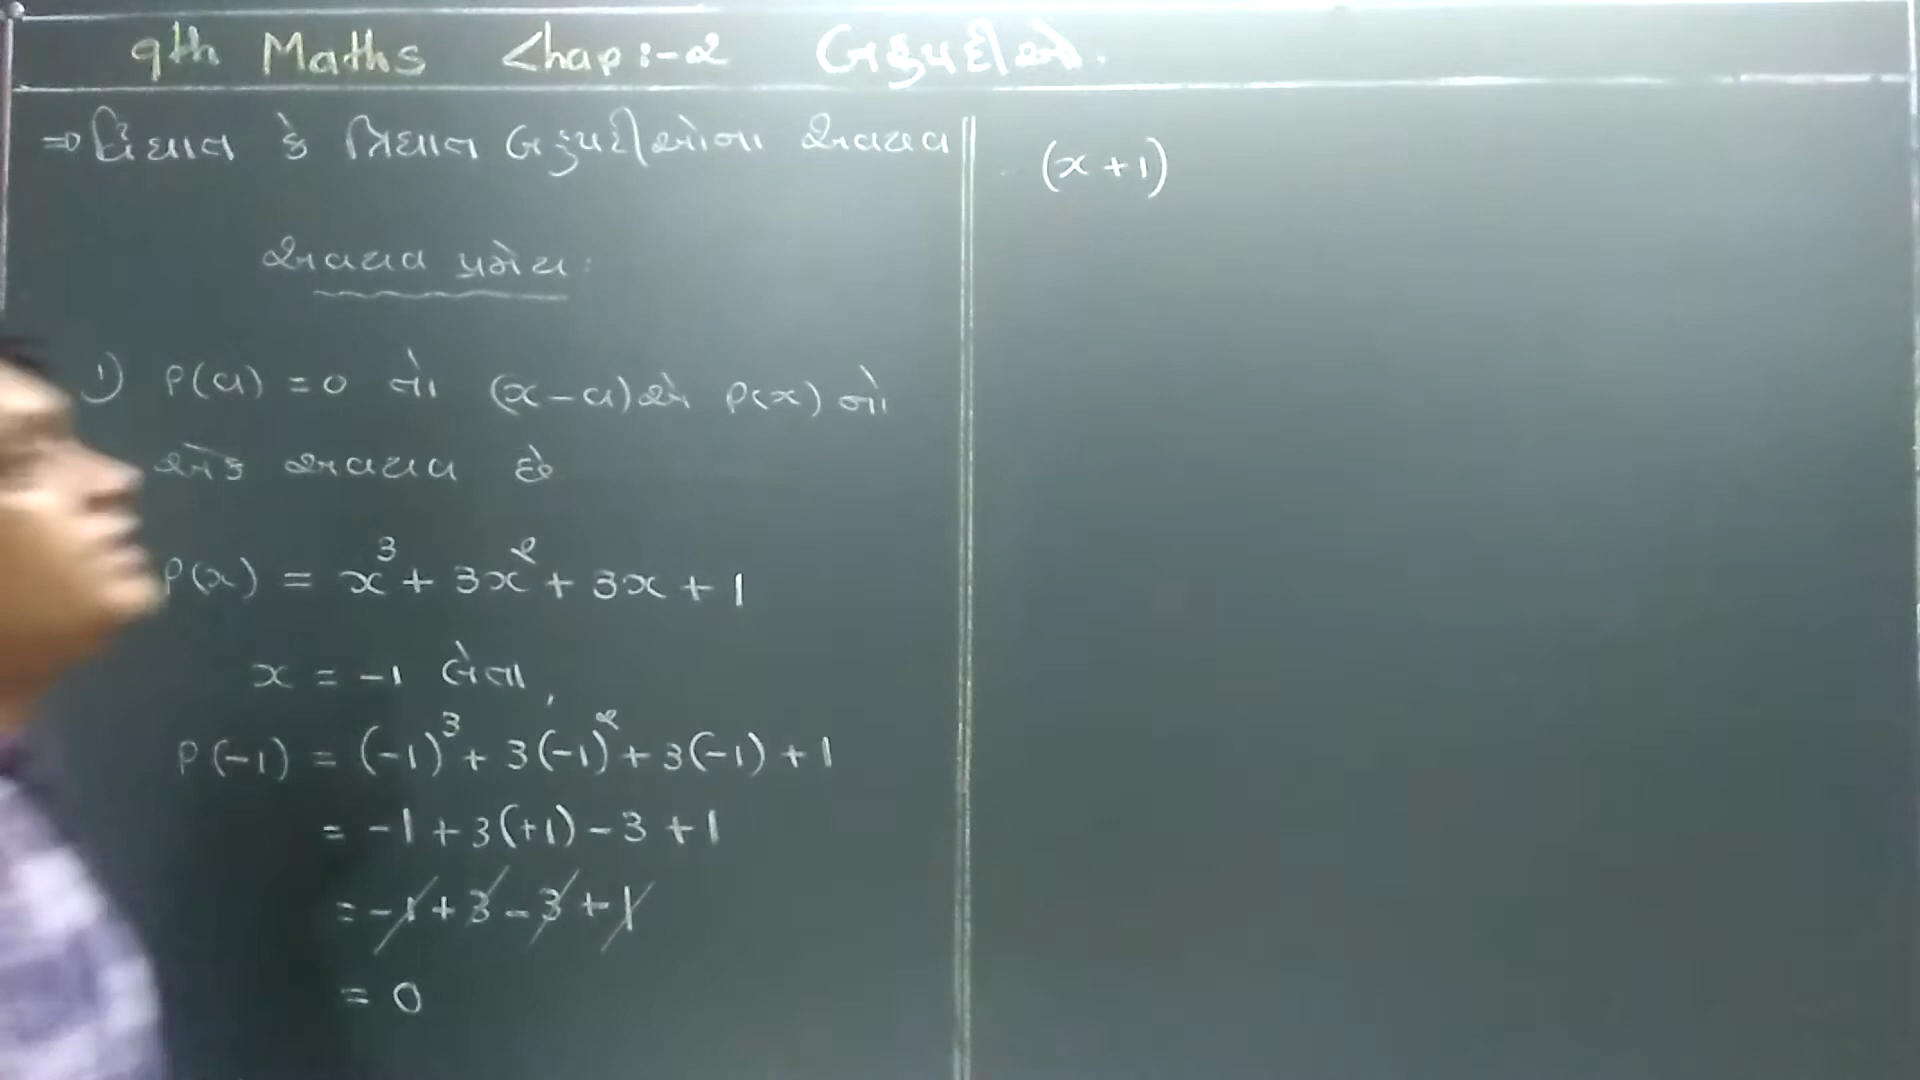 9th Maths Chap:-૨ બહુપદીઓ.
⇒ દ્વિઘાત કે ત્રિઘાત બહુપદીઓના અવયવ
અવયવ પ્રમેય:
૧) P(a) = 0 તો (x-a) એ P(x) નો
એક અવયવ છે
P(x) = x³ + 3x² + 3x + 1
x = -1 લેતા,
P(-1) = (-1)³ + 3(-1)² + 3(-1) + 1
= -1 + 3(+1) - 3 + 1
= -1 + 3 - 3 + 1
= 0
(x + 1)